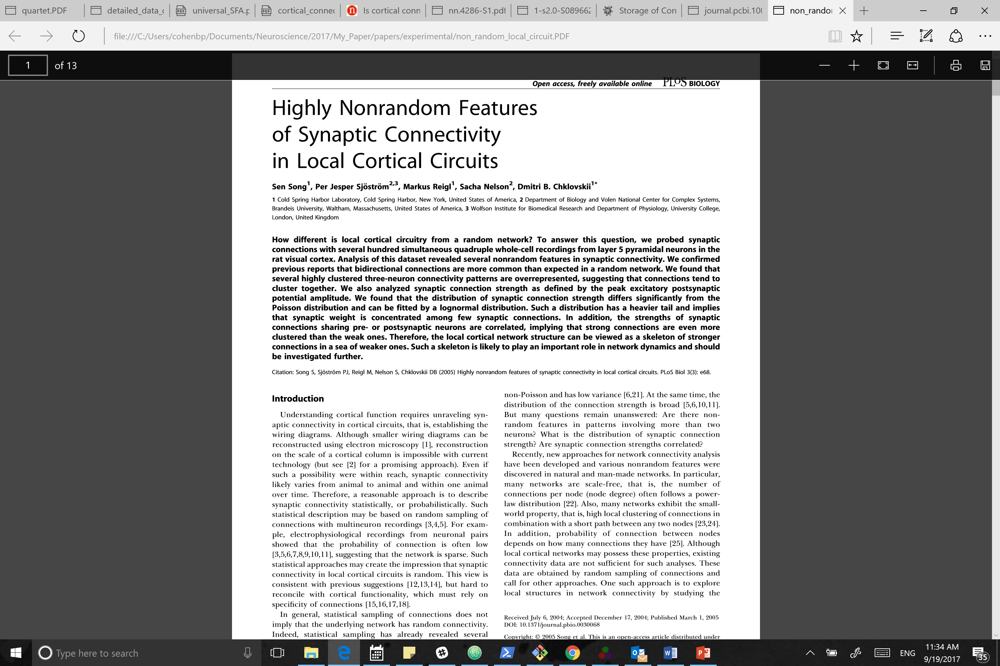 quartet.PDF
detailed_data_c
universal_SFA.p
cortical_connec
Is cortical conn
nn.4286-S1.pdf
1-s2.0-S089662
Storage of Corr
journal.pcbi.100
non_randor
file:///C:/Users/cohenbp/Documents/Neuroscience/2017/My_Paper/papers/experimental/non_random_local_circuit.PDF
1 of 13
Open access, freely available online PLoS BIOLOGY
Highly Nonrandom Features
of Synaptic Connectivity
in Local Cortical Circuits
Sen Song1, Per Jesper Sjöström2,3, Markus Reigl1, Sacha Nelson2, Dmitri B. Chklovskii1*
1 Cold Spring Harbor Laboratory, Cold Spring Harbor, New York, United States of America, 2 Department of Biology and Volen National Center for Complex Systems,
Brandeis University, Waltham, Massachusetts, United States of America, 3 Wolfson Institute for Biomedical Research and Department of Physiology, University College,
London, United Kingdom
How different is local cortical circuitry from a random network? To answer this question, we probed synaptic
connections with several hundred simultaneous quadruple whole-cell recordings from layer 5 pyramidal neurons in the
rat visual cortex. Analysis of this dataset revealed several nonrandom features in synaptic connectivity. We confirmed
previous reports that bidirectional connections are more common than expected in a random network. We found that
several highly clustered three-neuron connectivity patterns are overrepresented, suggesting that connections tend to
cluster together. We also analyzed synaptic connection strength as defined by the peak excitatory postsynaptic
potential amplitude. We found that the distribution of synaptic connection strength differs significantly from the
Poisson distribution and can be fitted by a lognormal distribution. Such a distribution has a heavier tail and implies
that synaptic weight is concentrated among few synaptic connections. In addition, the strengths of synaptic
connections sharing pre- or postsynaptic neurons are correlated, implying that strong connections are even more
clustered than the weak ones. Therefore, the local cortical network structure can be viewed as a skeleton of stronger
connections in a sea of weaker ones. Such a skeleton is likely to play an important role in network dynamics and should
be investigated further.
Citation: Song S, Sjöström PJ, Reigl M, Nelson S, Chklovskii DB (2005) Highly nonrandom features of synaptic connectivity in local cortical circuits. PLoS Biol 3(3): e68.
Introduction
Understanding cortical function requires unraveling syn-
aptic connectivity in cortical circuits, that is, establishing the
wiring diagrams. Although smaller wiring diagrams can be
reconstructed using electron microscopy [1], reconstruction
on the scale of a cortical column is impossible with current
technology (but see [2] for a promising approach). Even if
such a possibility were within reach, synaptic connectivity
likely varies from animal to animal and within one animal
over time. Therefore, a reasonable approach is to describe
synaptic connectivity statistically, or probabilistically. Such
statistical description may be based on random sampling of
connections with multineuron recordings [3,4,5]. For exam-
ple, electrophysiological recordings from neuronal pairs
showed that the probability of connection is often low
[3,5,6,7,8,9,10,11], suggesting that the network is sparse. Such
statistical approaches may create the impression that synaptic
connectivity in local cortical circuits is random. This view is
consistent with previous suggestions [12,13,14], but hard to
reconcile with cortical functionality, which must rely on
specificity of connections [15,16,17,18].
In general, statistical sampling of connections does not
imply that the underlying network has random connectivity.
Indeed, statistical sampling has already revealed several
non-Poisson and has low variance [6,21]. At the same time, the
distribution of the connection strength is broad [5,6,10,11].
But many questions remain unanswered: Are there non-
random features in patterns involving more than two
neurons? What is the distribution of synaptic connection
strength? Are synaptic connection strengths correlated?
Recently, new approaches for network connectivity analysis
have been developed and various nonrandom features were
discovered in natural and man-made networks. In particular,
many networks are scale-free, that is, the number of
connections per node (node degree) often follows a power-
law distribution [22]. Also, many networks exhibit the small-
world property, that is, high local clustering of connections in
combination with a short path between any two nodes [23,24].
In addition, probability of connection between nodes
depends on how many connections they have [25]. Although
local cortical networks may possess these properties, existing
connectivity data are not sufficient for such analyses. These
data are obtained by random sampling of connections and
call for other approaches. One such approach is to explore
local structures in network connectivity by studying the
Received July 6, 2004; Accepted December 17, 2004; Published March 1, 2005
DOI: 10.1371/journal.pbio.0030068
Copyright: © 2005 Song et al. This is an open-access article distributed under
Type here to search
ENG
11:34 AM
9/19/2017
35